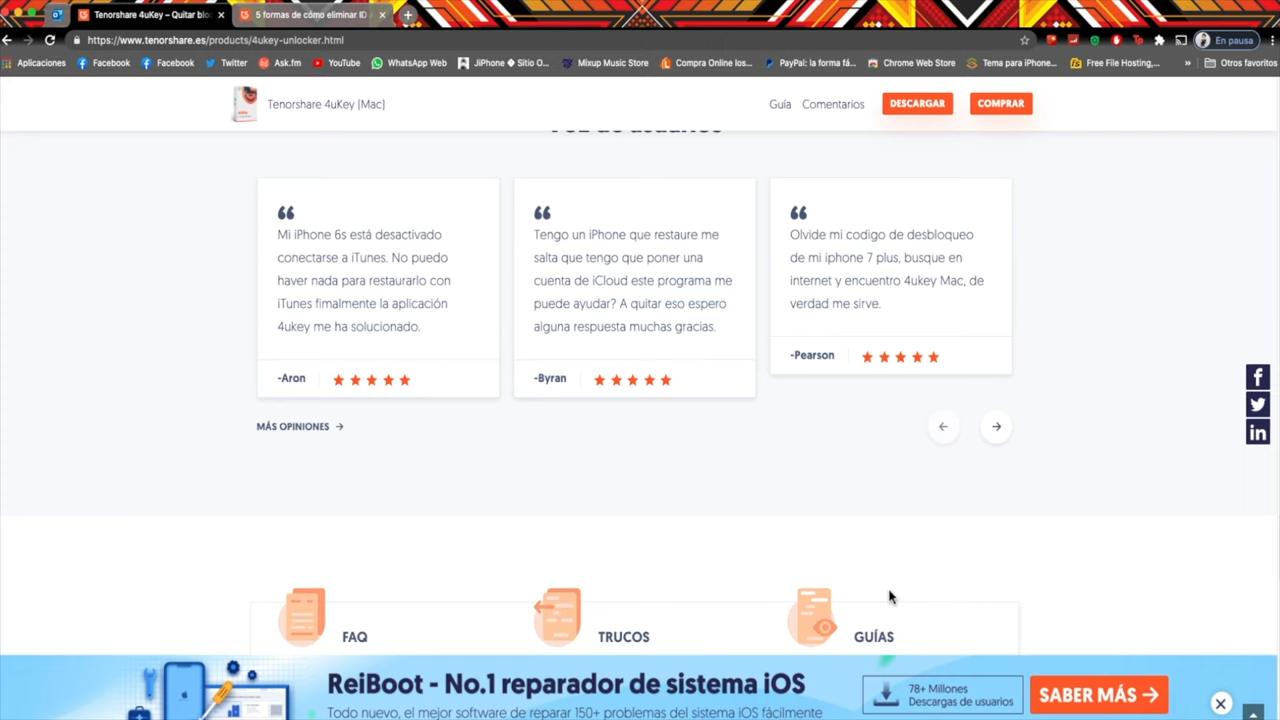 Tenorshare 4uKey – Quitar blo
5 formas de cómo eliminar ID
https://www.tenorshare.es/products/4ukey-unlocker.html
En pausa
Aplicaciones
Facebook
Facebook
Twitter
Ask.fm
YouTube
WhatsApp Web
JiPhone � Sitio O...
Mixup Music Store
Compra Online los...
PayPal: la forma fá...
Chrome Web Store
Tema para iPhone...
Free File Hosting,...
»
Otros favoritos
Tenorshare 4uKey (Mac)
Guía
Comentarios
DESCARGAR
COMPRAR
Mi iPhone 6s está desactivado
conectarse a iTunes. No puedo
haver nada para restaurarlo con
iTunes fimalmente la aplicación
4ukey me ha solucionado.
-Aron
Tengo un iPhone que restaure me
salta que tengo que poner una
cuenta de iCloud este programa me
puede ayudar? A quitar eso espero
alguna respuesta muchas gracias.
-Byran
Olvide mi codigo de desbloqueo
de mi iphone 7 plus, busque en
internet y encuentro 4ukey Mac, de
verdad me sirve.
-Pearson
MÁS OPINIONES →
FAQ
TRUCOS
GUÍAS
ReiBoot - No.1 reparador de sistema iOS
Todo nuevo, el mejor software de reparar 150+ problemas del sistema iOS fácilmente
78+ Millones
Descargas de usuarios
SABER MÁS →